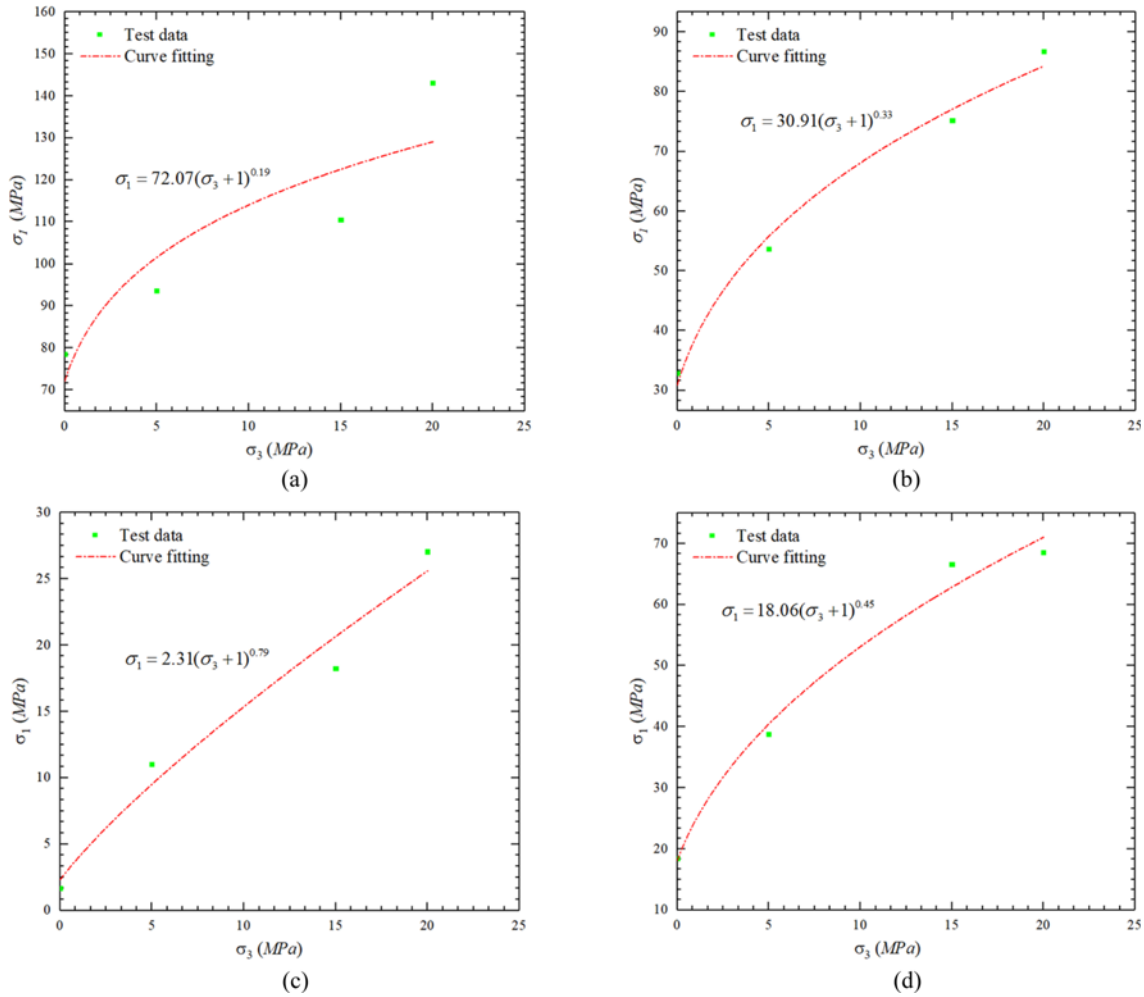 160
150
140
130
120
110
100
90
80
70
0 5 10 15 20 25
σ₁ (MPa)
σ₃ (MPa)
Test data
Curve fitting
σ₁ = 72.07(σ₃ + 1)^0.19
(a)
90
80
70
60
50
40
30
0 5 10 15 20 25
σ₁ (MPa)
σ₃ (MPa)
Test data
Curve fitting
σ₁ = 30.91(σ₃ + 1)^0.33
(b)
30
25
20
15
10
5
0
0 5 10 15 20 25
σ₁ (MPa)
σ₃ (MPa)
Test data
Curve fitting
σ₁ = 2.31(σ₃ + 1)^0.79
(c)
70
60
50
40
30
20
10
0 5 10 15 20 25
σ₁ (MPa)
σ₃ (MPa)
Test data
Curve fitting
σ₁ = 18.06(σ₃ + 1)^0.45
(d)